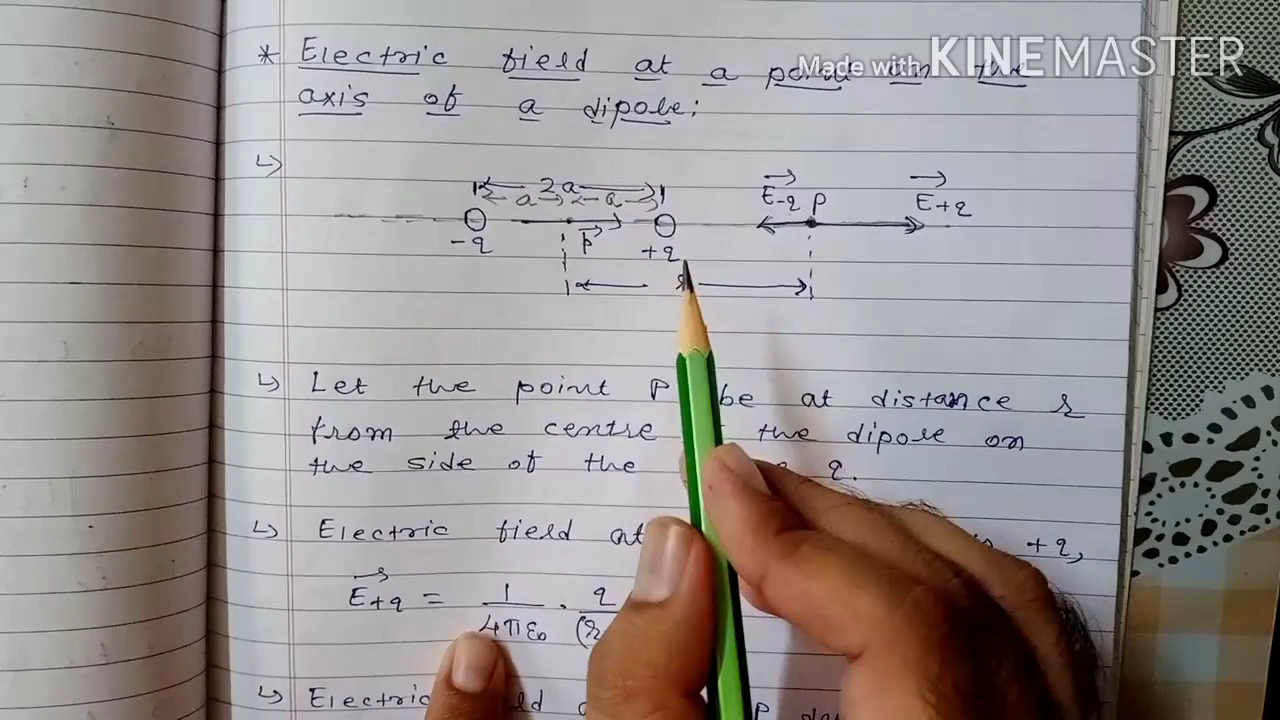 Made with KINEMASTER
* Electric field at a point on the
axis of a dipole:
↳
2a
a a
E-q P E+q
-q p +q
r
↳ Let the point P be at distance r
from the centre the dipole on
the side of the q.
↳ Electric field at +q,
E+q = 1/4πε₀ · q/(r
↳ Electric field P